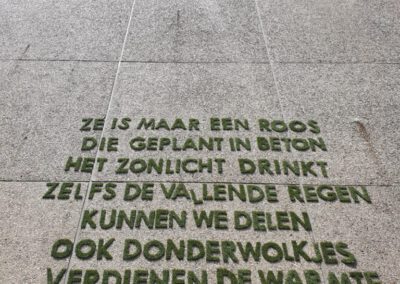 ZE IS MAAR EEN ROOS
DIE GEPLANT IN BETON
HET ZONLICHT DRINKT
ZELFS DE VALLENDE REGEN
KUNNEN WE DELEN
OOK DONDERWOLKJES
VERDIENEN DE WARMTE